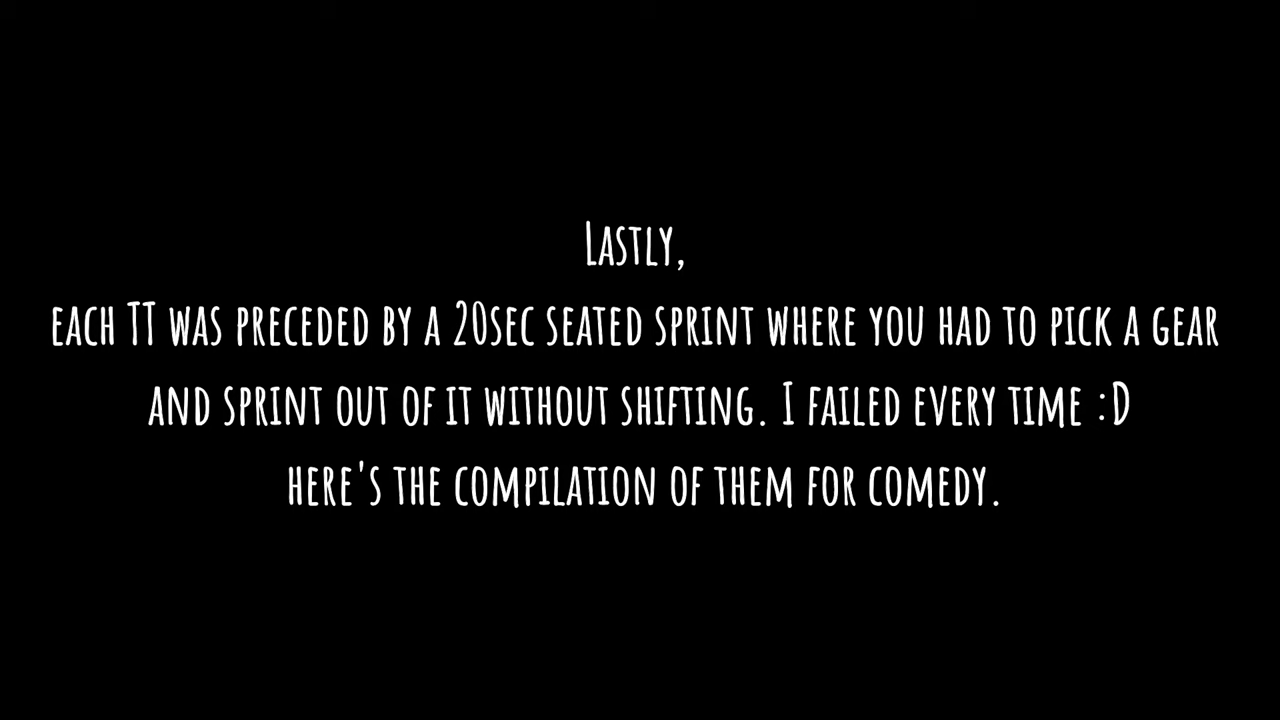 Lastly,
each TT was preceded by a 20sec seated sprint where you had to pick a gear
and sprint out of it without shifting. I failed every time :D
here's the compilation of them for comedy.